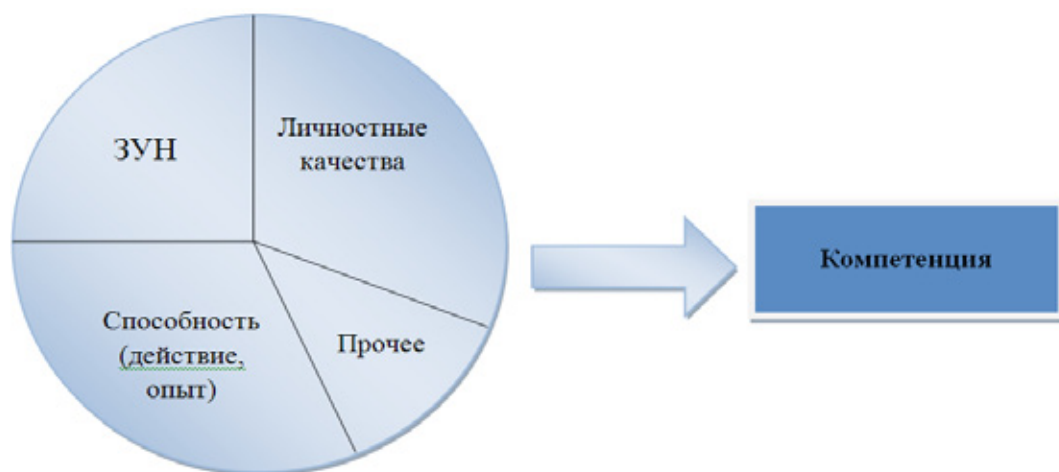 ЗУН
Личностные
качества
Способность
(действие,
опыт)
Прочее
Компетенция